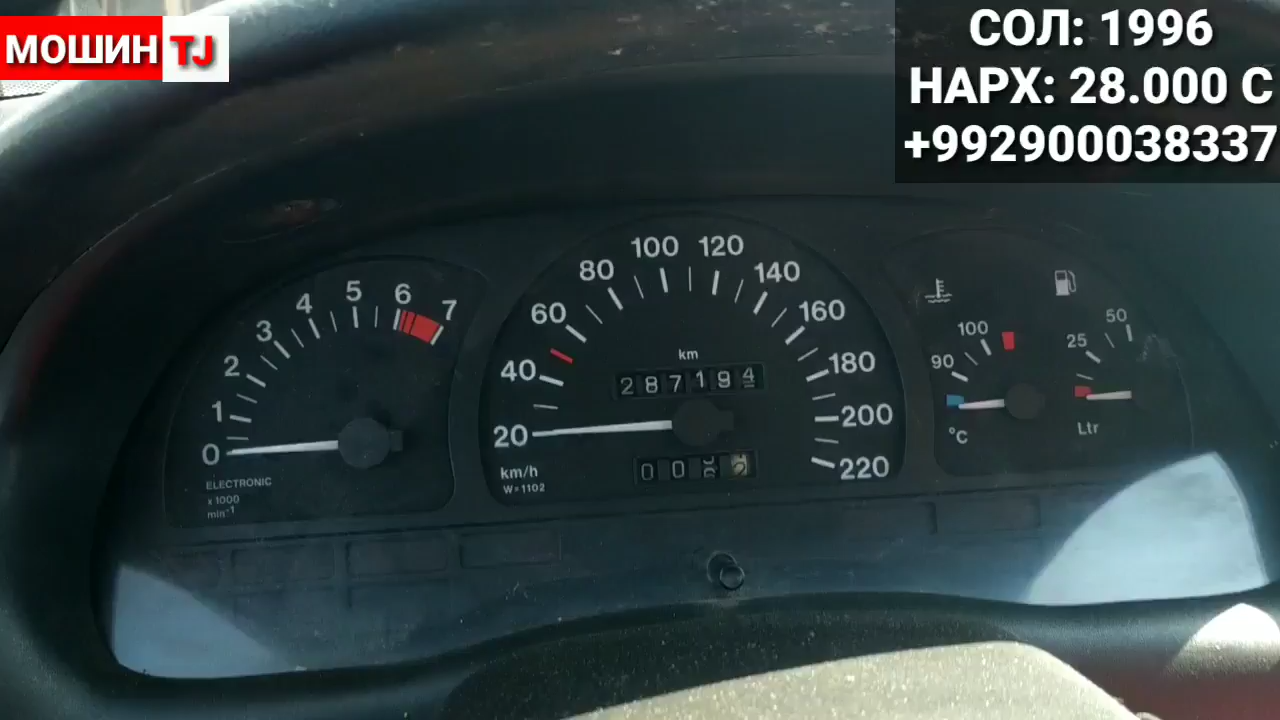 МОШИН TJ
СОЛ: 1996
НАРХ: 28.000 С
+992900038337
0 1 2 3 4 5 6 7
ELECTRONIC
x 1000
min⁻¹
20 40 60 80 100 120 140 160 180 200 220
km
287194
km/h
W=1102
90 100
°C
25 50
Ltr